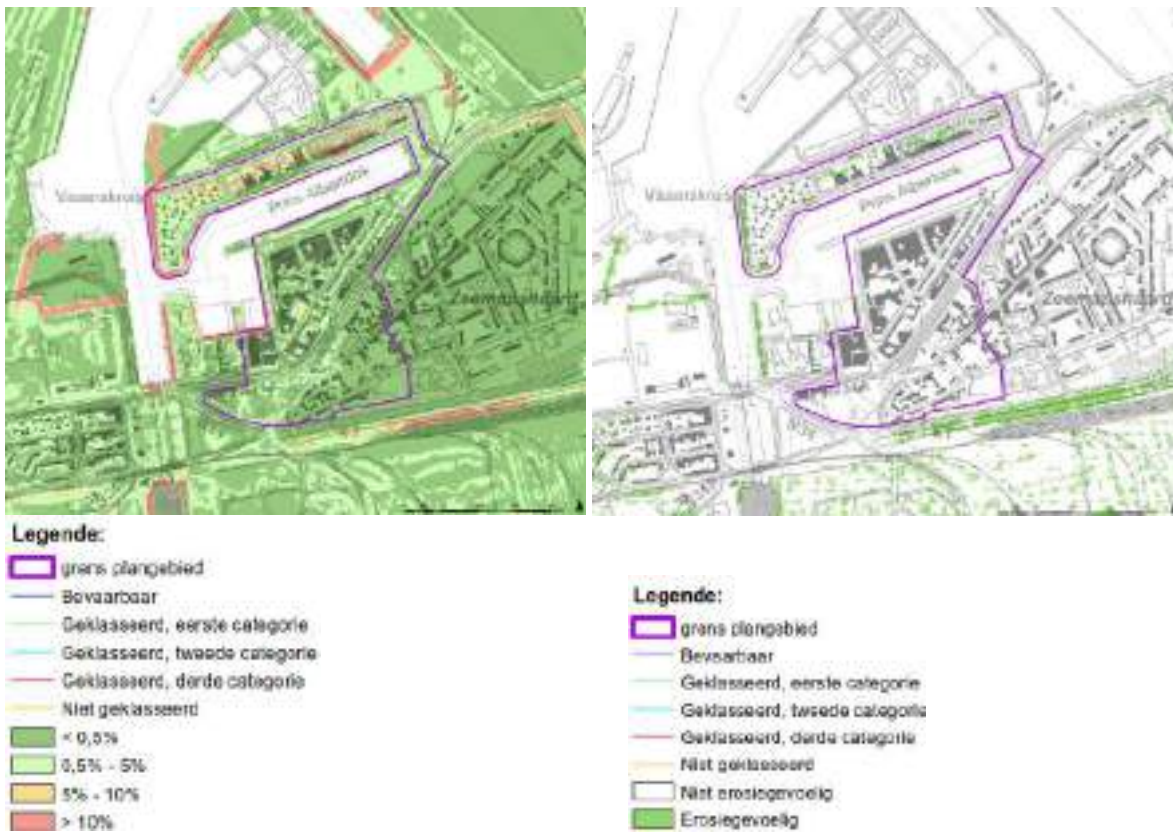 Prins Albertdok
Legende:
grens plangebied
Bevaarbaar
Geklasseerd, eerste categorie
Geklasseerd, tweede categorie
Geklasseerd, derde categorie
Niet geklasseerd
< 0,5%
0,5% - 5%
5% - 10%
> 10%
Legende:
grens plangebied
Bevaarbaar
Geklasseerd, eerste categorie
Geklasseerd, tweede categorie
Geklasseerd, derde categorie
Niet geklasseerd
Niet erosiegevoelig
Erosiegevoelig